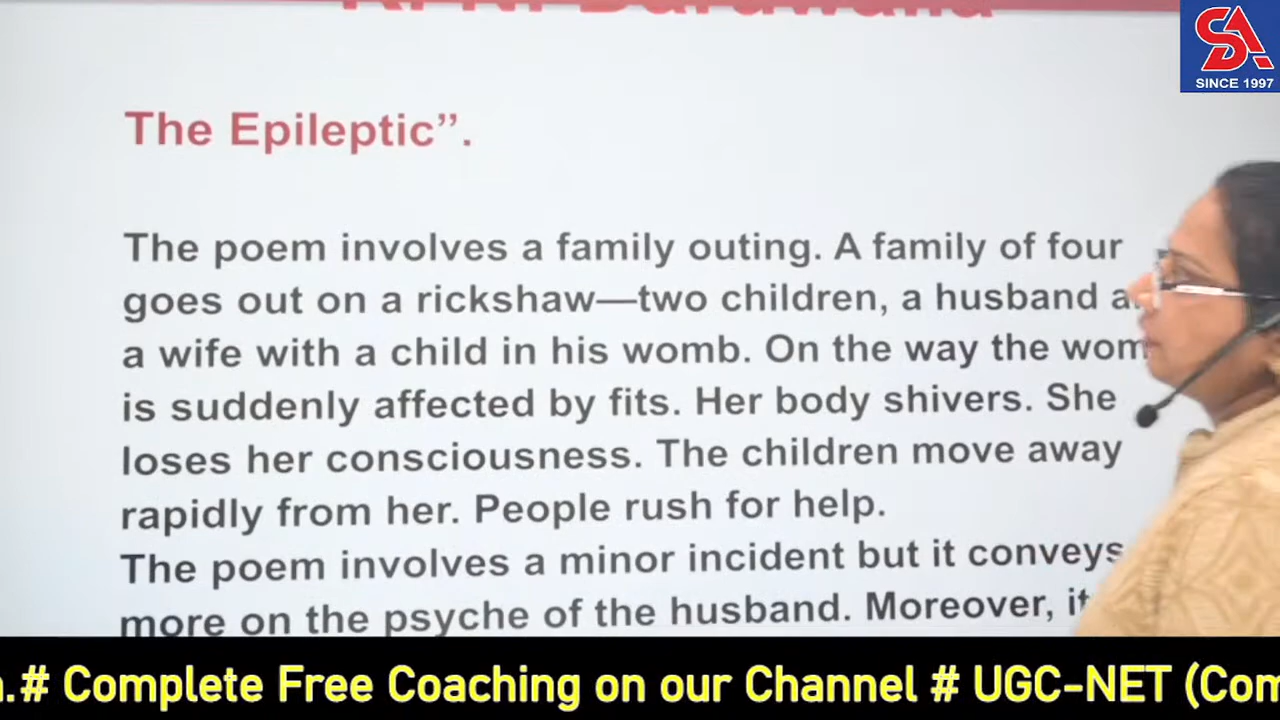 SA
SINCE 1997
The Epileptic”.
The poem involves a family outing. A family of four
goes out on a rickshaw—two children, a husband
a wife with a child in his womb. On the way the
is suddenly affected by fits. Her body shivers. She
loses her consciousness. The children move away
rapidly from her. People rush for help.
The poem involves a minor incident but it conveys
more on the psyche of the husband. Moreover, it
# Complete Free Coaching on our Channel # UGC-NET